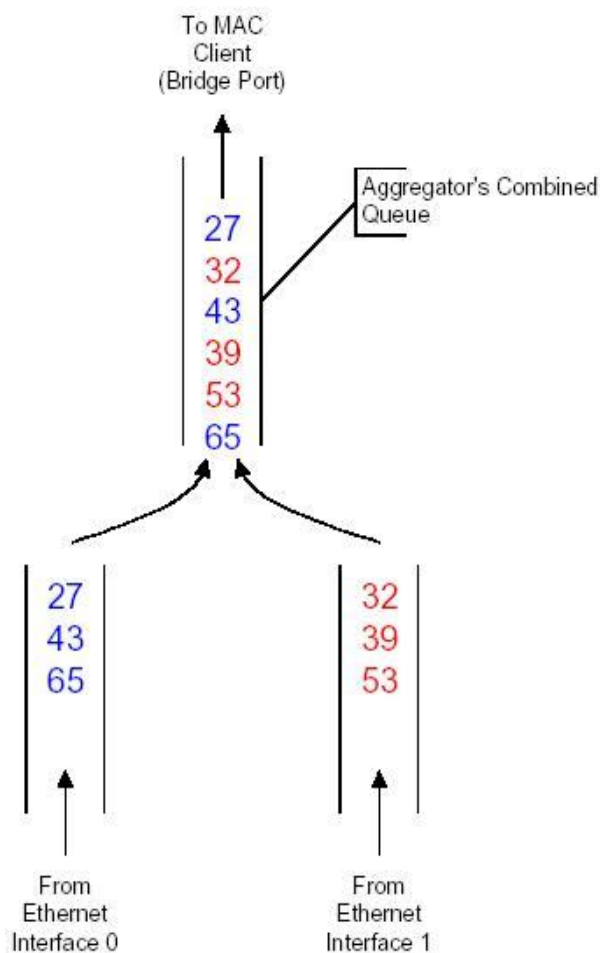 To MAC
Client
(Bridge Port)
Aggregator's Combined
Queue
27
32
43
39
53
65
27
43
65
32
39
53
From
Ethernet
Interface 0
From
Ethernet
Interface 1